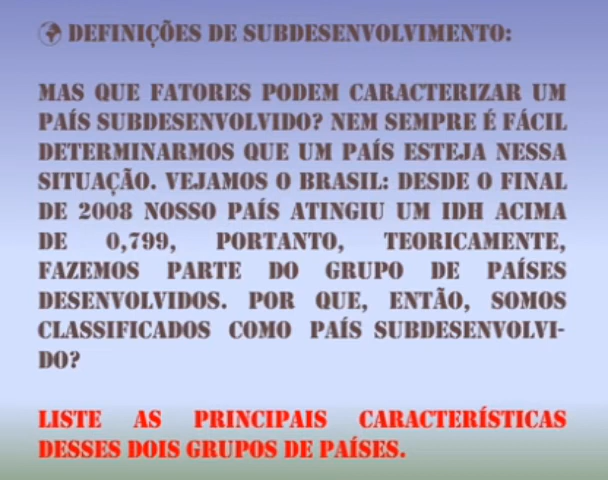 DEFINIÇÕES DE SUBDESENVOLVIMENTO:
MAS QUE FATORES PODEM CARACTERIZAR UM
PAÍS SUBDESENVOLVIDO? NEM SEMPRE É FÁCIL
DETERMINARMOS QUE UM PAÍS ESTEJA NESSA
SITUAÇÃO. VEJAMOS O BRASIL: DESDE O FINAL
DE 2008 NOSSO PAÍS ATINGIU UM IDH ACIMA
DE 0,799, PORTANTO, TEORICAMENTE,
FAZEMOS PARTE DO GRUPO DE PAÍSES
DESENVOLVIDOS. POR QUE, ENTÃO, SOMOS
CLASSIFICADOS COMO PAÍS SUBDESENVOLVI-
DO?
LISTE AS PRINCIPAIS CARACTERÍSTICAS
DESSES DOIS GRUPOS DE PAÍSES.